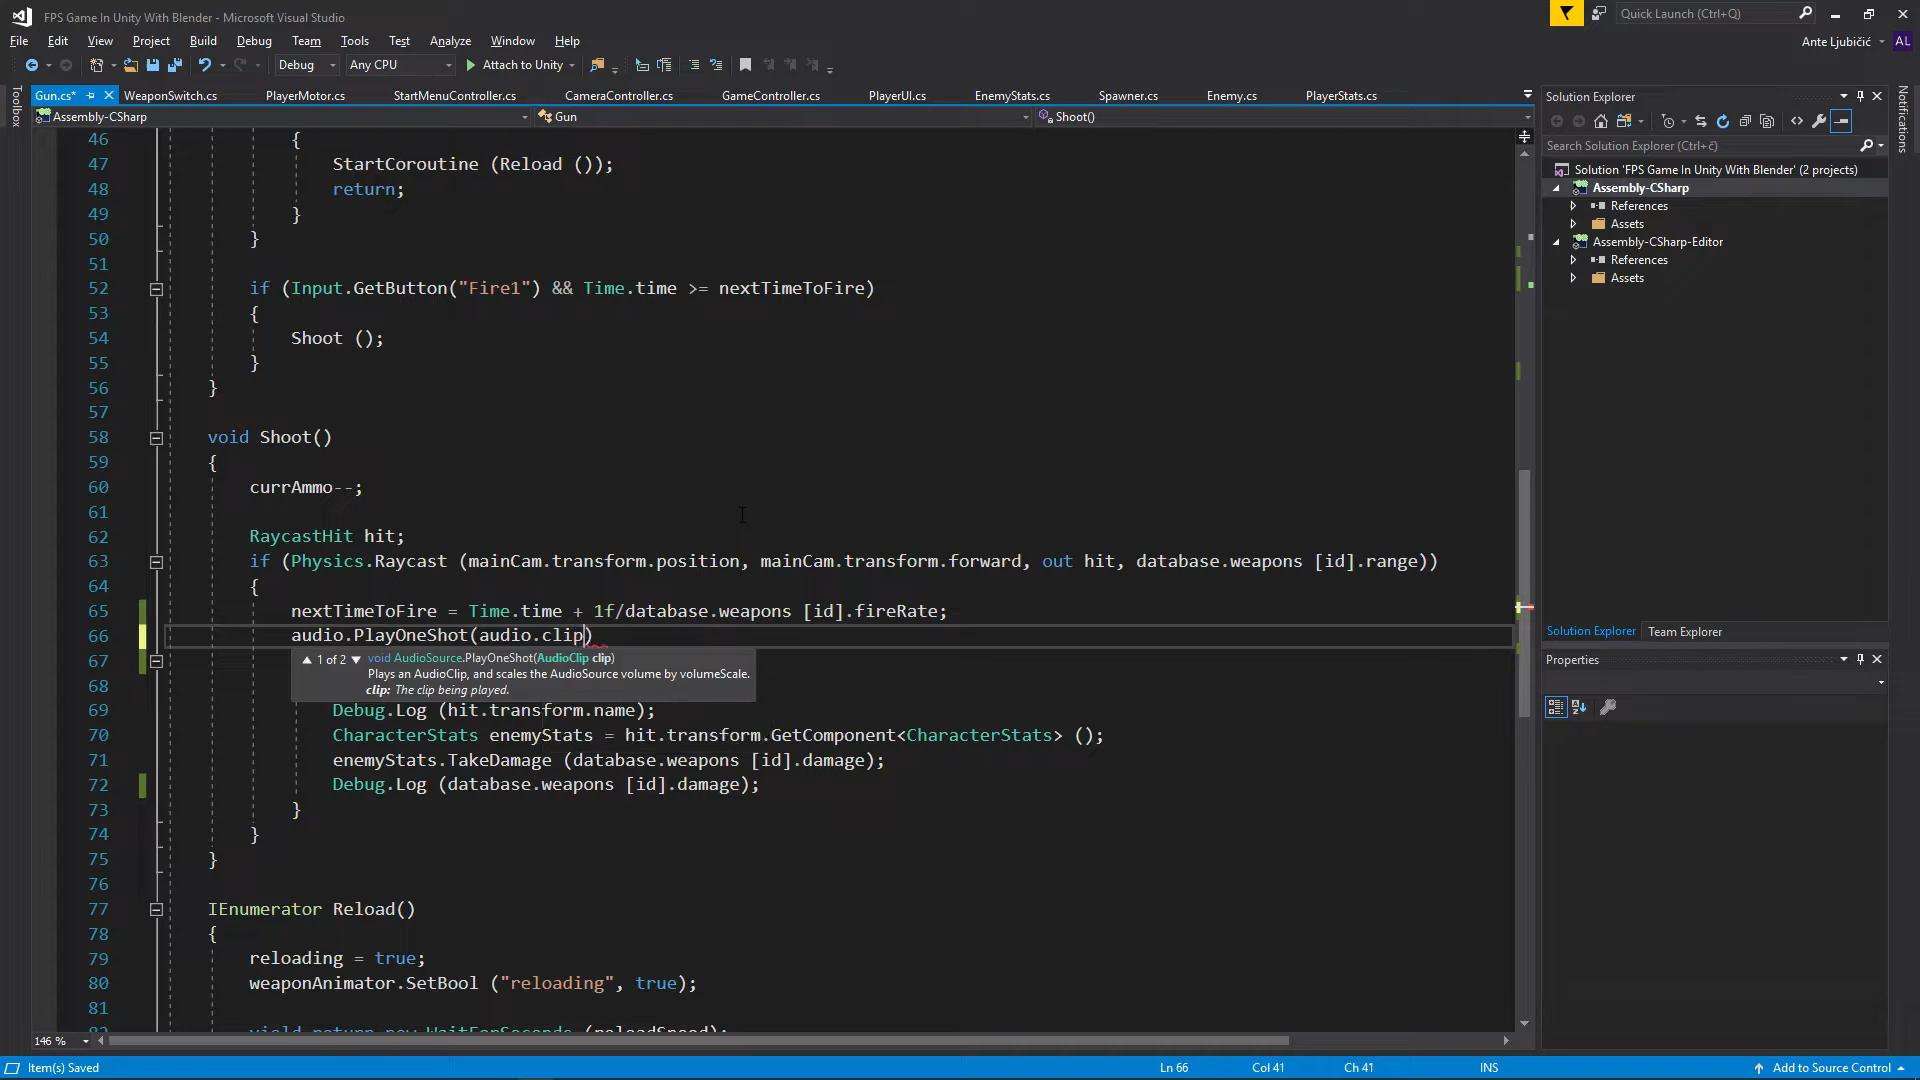 FPS Game In Unity With Blender - Microsoft Visual Studio
Quick Launch (Ctrl+Q)
File Edit View Project Build Debug Team Tools Test Analyze Window Help
Ante Ljubičić AL
Debug Any CPU Attach to Unity
Toolbox
Gun.cs* WeaponSwitch.cs PlayerMotor.cs StartMenuController.cs CameraController.cs GameController.cs PlayerUI.cs EnemyStats.cs Spawner.cs Enemy.cs PlayerStats.cs
Assembly-CSharp Gun Shoot()
46 {
47 StartCoroutine (Reload ());
48 return;
49 }
50 }
51
52 if (Input.GetButton("Fire1") && Time.time >= nextTimeToFire)
53 {
54 Shoot ();
55 }
56 }
57
58 void Shoot()
59 {
60 currAmmo--;
61
62 RaycastHit hit;
63 if (Physics.Raycast (mainCam.transform.position, mainCam.transform.forward, out hit, database.weapons [id].range))
64 {
65 nextTimeToFire = Time.time + 1f/database.weapons [id].fireRate;
66 audio.PlayOneShot(audio.clip)
67
1 of 2 void AudioSource.PlayOneShot(AudioClip clip)
Plays an AudioClip, and scales the AudioSource volume by volumeScale.
clip: The clip being played.
68
69 Debug.Log (hit.transform.name);
70 CharacterStats enemyStats = hit.transform.GetComponent<CharacterStats> ();
71 enemyStats.TakeDamage (database.weapons [id].damage);
72 Debug.Log (database.weapons [id].damage);
73 }
74 }
75 }
76
77 IEnumerator Reload()
78 {
79 reloading = true;
80 weaponAnimator.SetBool ("reloading", true);
81
82 yield return new WaitForSeconds (reloadSpeed);
146 %
Solution Explorer
Search Solution Explorer (Ctrl+č)
Solution 'FPS Game In Unity With Blender' (2 projects)
Assembly-CSharp
References
Assets
Assembly-CSharp-Editor
References
Assets
Solution Explorer Team Explorer
Properties
Notifications
Item(s) Saved Ln 66 Col 41 Ch 41 INS Add to Source Control